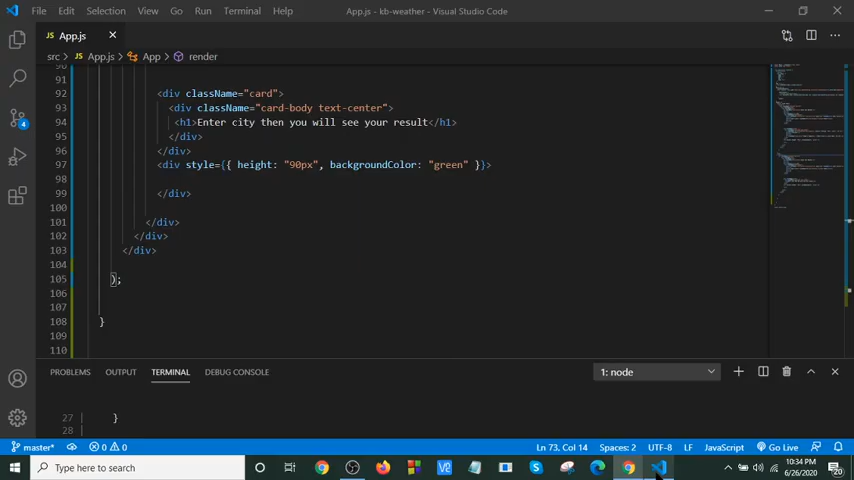 File Edit Selection View Go Run Terminal Help App.js - kb-weather - Visual Studio Code
JS App.js
src > JS App.js > App > render
90
91
92 <div className="card">
93 <div className="card-body text-center">
94 <h1>Enter city then you will see your result</h1>
95 </div>
96 </div>
97 <div style={{ height: "90px", backgroundColor: "green" }}>
98
99 </div>
100
101 </div>
102 </div>
103 </div>
104
105 );
106
107
108 }
109
110
4
PROBLEMS OUTPUT TERMINAL DEBUG CONSOLE 1: node
27 | }
28 |
master* 0 0 Ln 73, Col 14 Spaces: 2 UTF-8 LF JavaScript Go Live
Type here to search
10:34 PM
6/26/2020
20